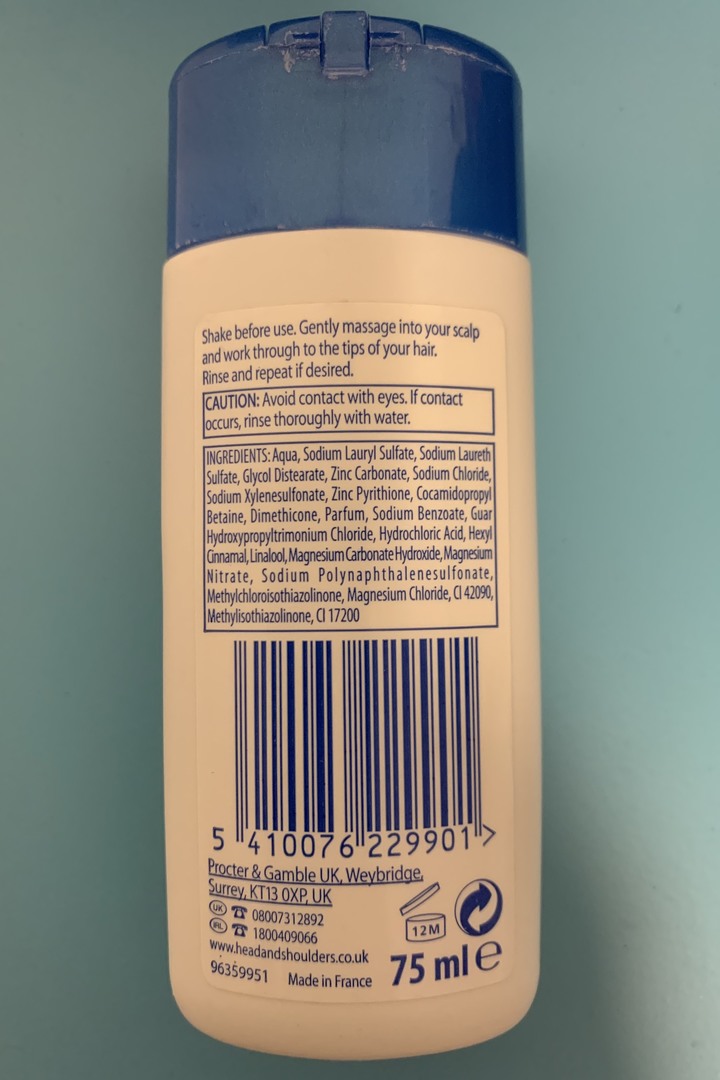 Shake before use. Gently massage into your scalp
and work through to the tips of your hair.
Rinse and repeat if desired.
CAUTION: Avoid contact with eyes. If contact
occurs, rinse thoroughly with water.
INGREDIENTS: Aqua, Sodium Lauryl Sulfate, Sodium Laureth
Sulfate, Glycol Distearate, Zinc Carbonate, Sodium Chloride,
Sodium Xylenesulfonate, Zinc Pyrithione, Cocamidopropyl
Betaine, Dimethicone, Parfum, Sodium Benzoate, Guar
Hydroxypropyltrimonium Chloride, Hydrochloric Acid, Hexyl
Cinnamal, Linalool, Magnesium Carbonate Hydroxide, Magnesium
Nitrate, Sodium Polynaphthalenesulfonate,
Methylchloroisothiazolinone, Magnesium Chloride, CI 42090,
Methylisothiazolinone, CI 17200
5 410076 229901 >
Procter & Gamble UK, Weybridge,
Surrey, KT13 0XP, UK
UK ☎ 08007312892
IRL ☎ 1800409066
12M
www.headandshoulders.co.uk
96359951 Made in France 75 ml e